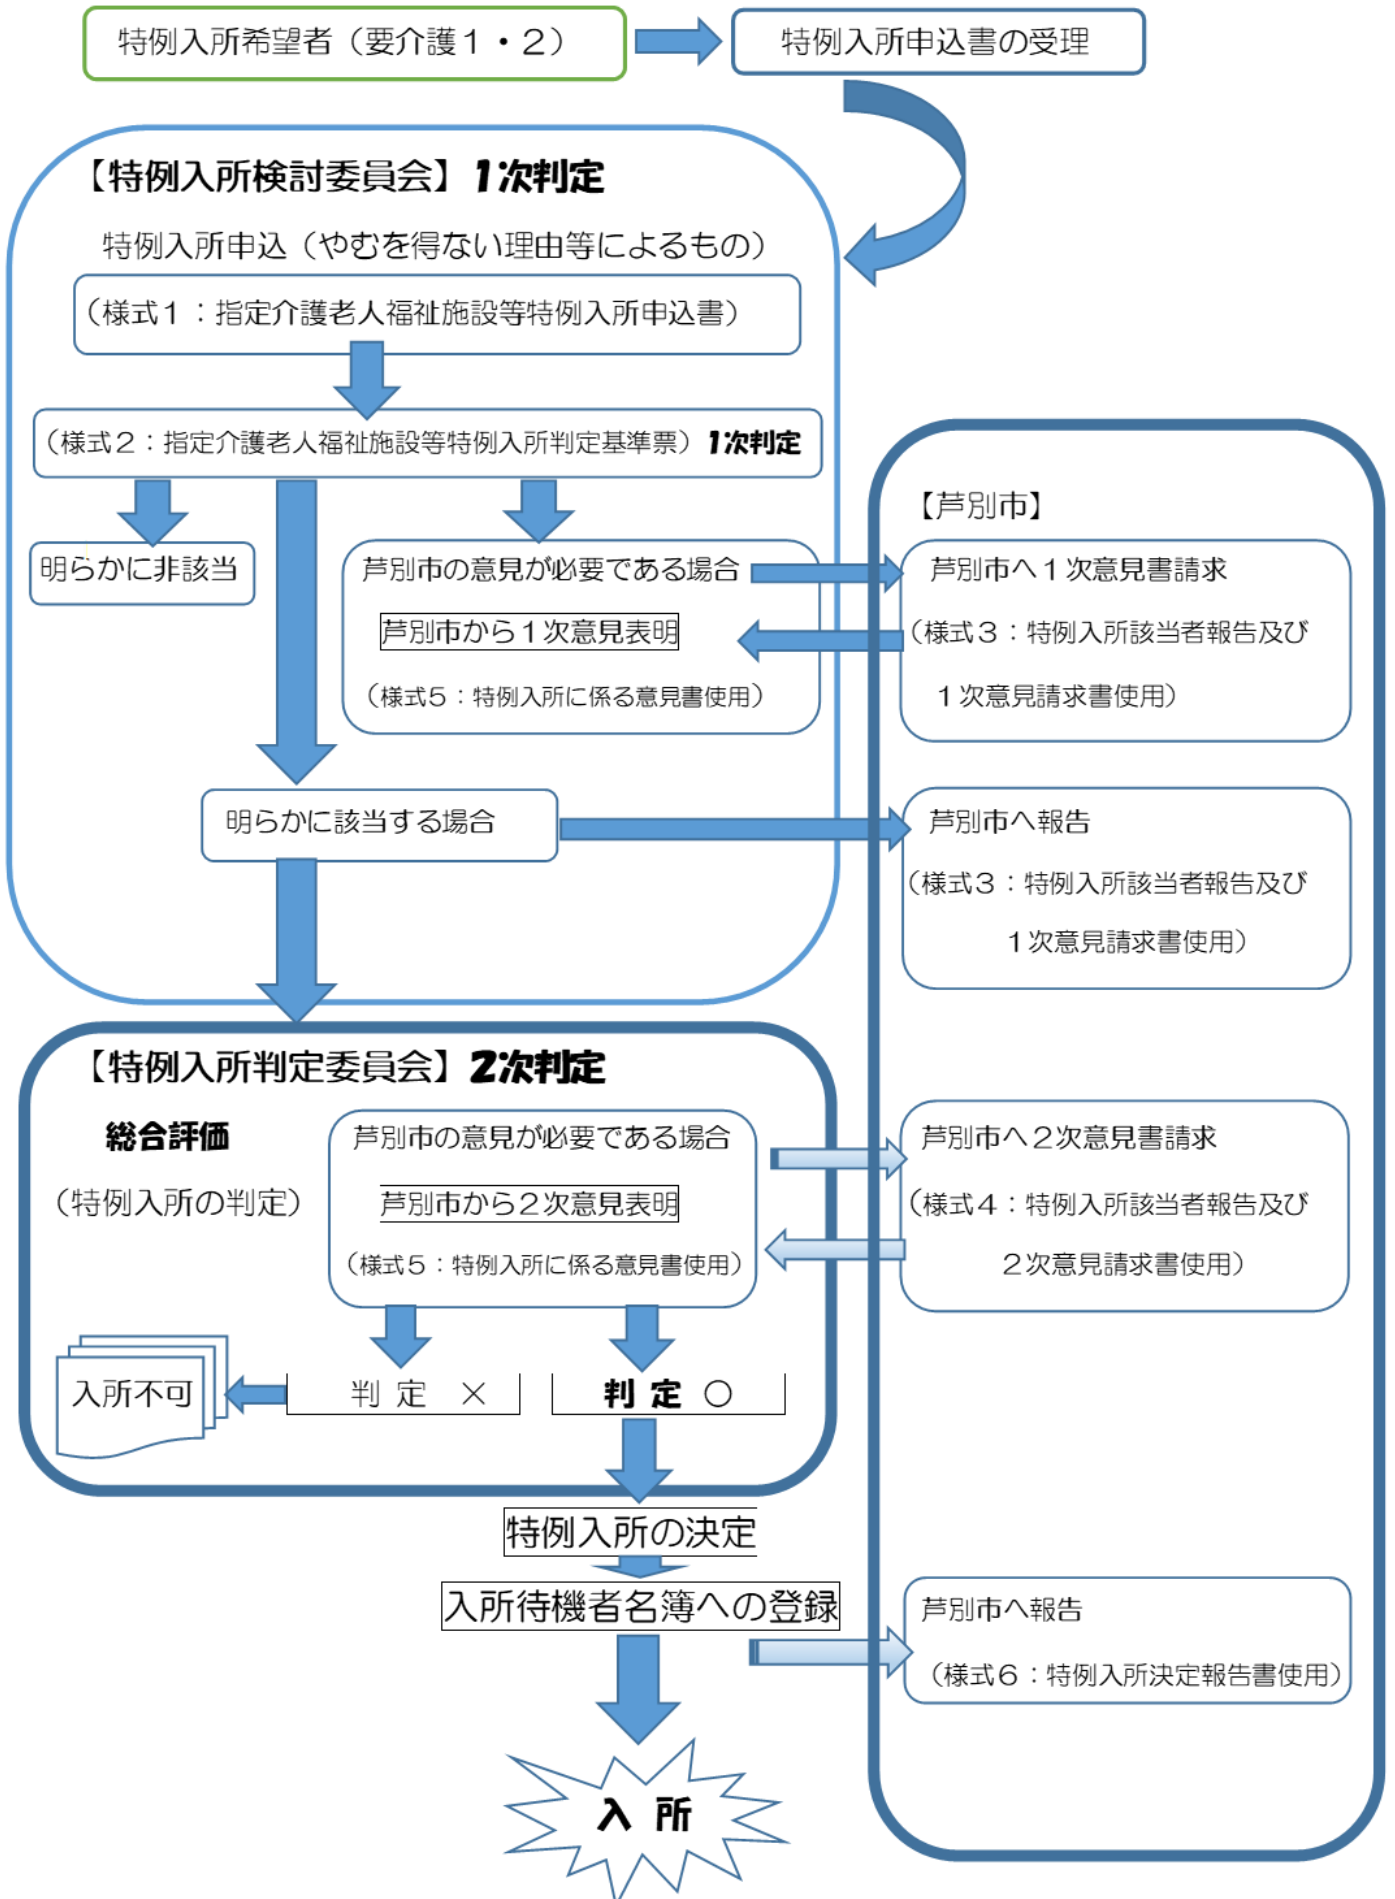 特例入所希望者（要介護１・２）
特例入所申込書の受理
【特例入所検討委員会】1次判定
特例入所申込（やむを得ない理由等によるもの）
（様式１：指定介護老人福祉施設等特例入所申込書）
（様式２：指定介護老人福祉施設等特例入所判定基準票）1次判定
明らかに非該当
芦別市の意見が必要である場合
芦別市から１次意見表明
（様式５：特例入所に係る意見書使用）
【芦別市】
芦別市へ１次意見書請求
（様式３：特例入所該当者報告及び
１次意見請求書使用）
明らかに該当する場合
芦別市へ報告
（様式３：特例入所該当者報告及び
１次意見請求書使用）
【特例入所判定委員会】2次判定
総合評価
（特例入所の判定）
芦別市の意見が必要である場合
芦別市から２次意見表明
（様式５：特例入所に係る意見書使用）
芦別市へ２次意見書請求
（様式４：特例入所該当者報告及び
２次意見請求書使用）
入所不可
判 定 ×
判 定 ○
特例入所の決定
入所待機者名簿への登録
芦別市へ報告
（様式６：特例入所決定報告書使用）
入 所